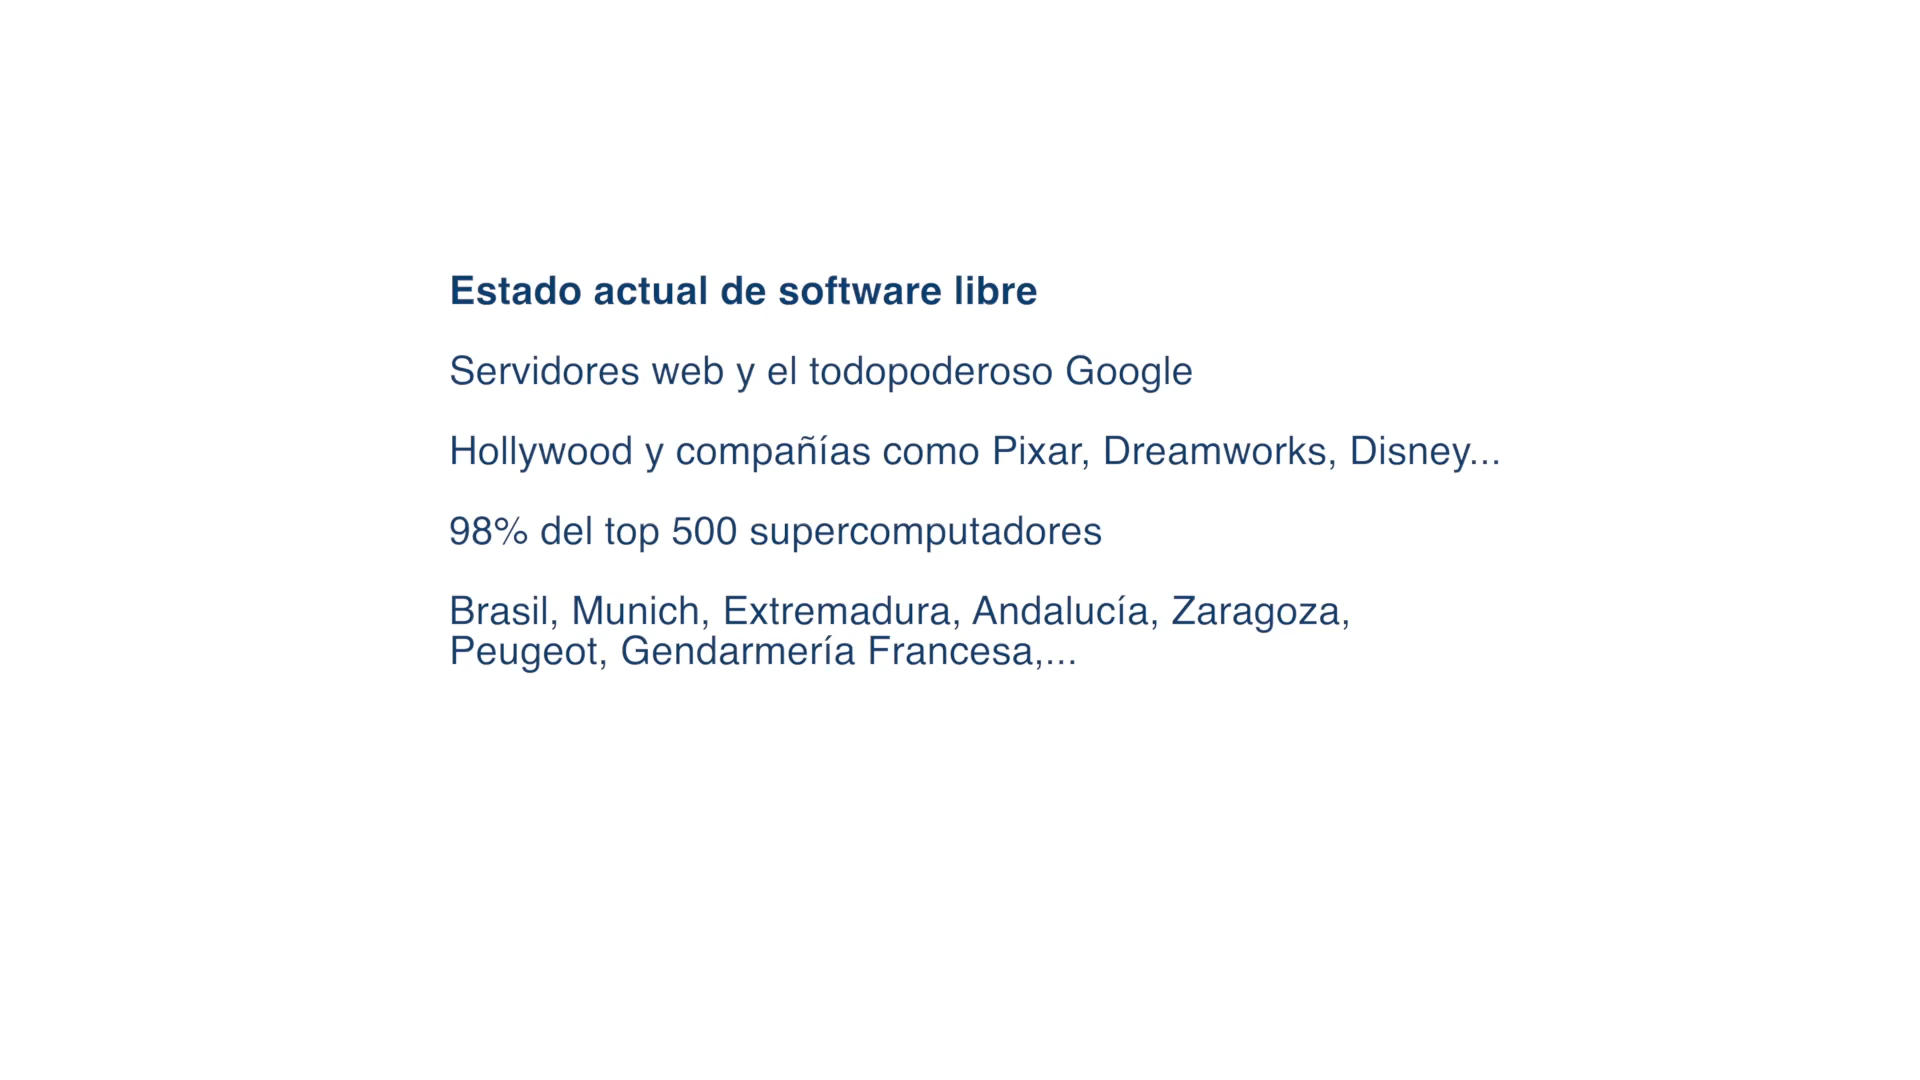 Estado actual de software libre
Servidores web y el todopoderoso Google
Hollywood y compañías como Pixar, Dreamworks, Disney...
98% del top 500 supercomputadores
Brasil, Munich, Extremadura, Andalucía, Zaragoza,
Peugeot, Gendarmería Francesa,...